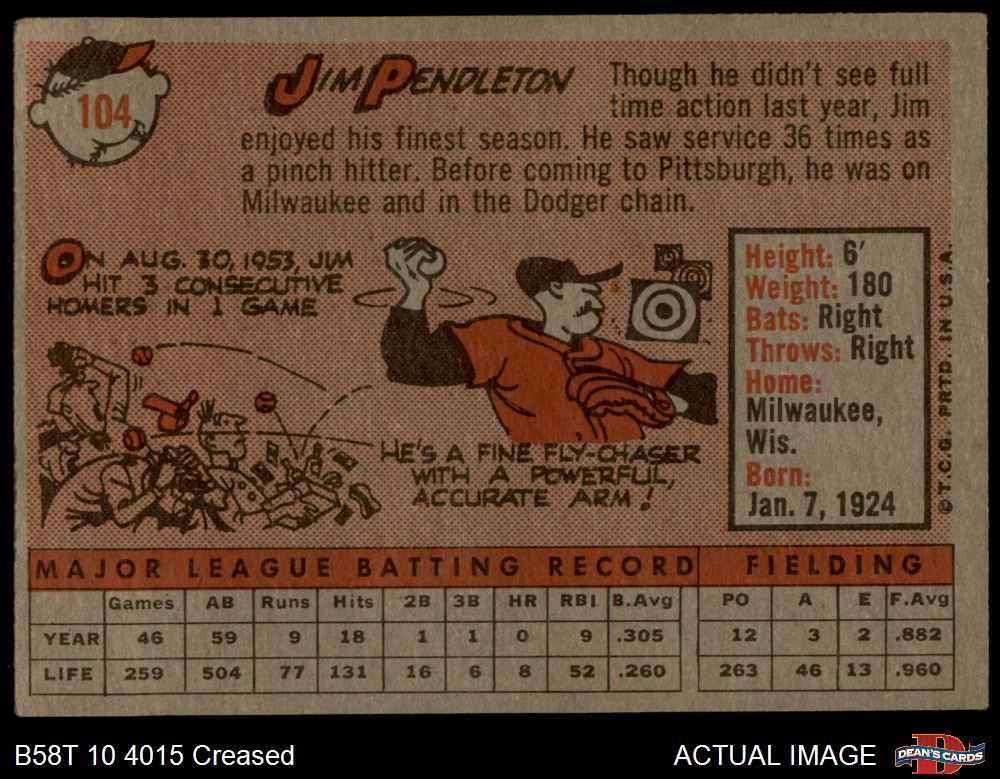 104
JIM PENDLETON
Though he didn't see full
time action last year, Jim
enjoyed his finest season. He saw service 36 times as
a pinch hitter. Before coming to Pittsburgh, he was on
Milwaukee and in the Dodger chain.
ON AUG. 30, 1953, JIM
HIT 3 CONSECUTIVE
HOMERS IN 1 GAME
HE'S A FINE FLY-CHASER
WITH A POWERFUL,
ACCURATE ARM!
Height: 6'
Weight: 180
Bats: Right
Throws: Right
Home:
Milwaukee,
Wis.
Born:
Jan. 7, 1924
© T.C.G. PRTD. IN U.S.A.
MAJOR LEAGUE BATTING RECORD FIELDING
Games AB Runs Hits 2B 3B HR RBI B.Avg PO A E F.Avg
YEAR 46 59 9 18 1 1 0 9 .305 12 3 2 .882
LIFE 259 504 77 131 16 6 8 52 .260 263 46 13 .960
B58T 10 4015 Creased ACTUAL IMAGE
DEAN'S CARDS